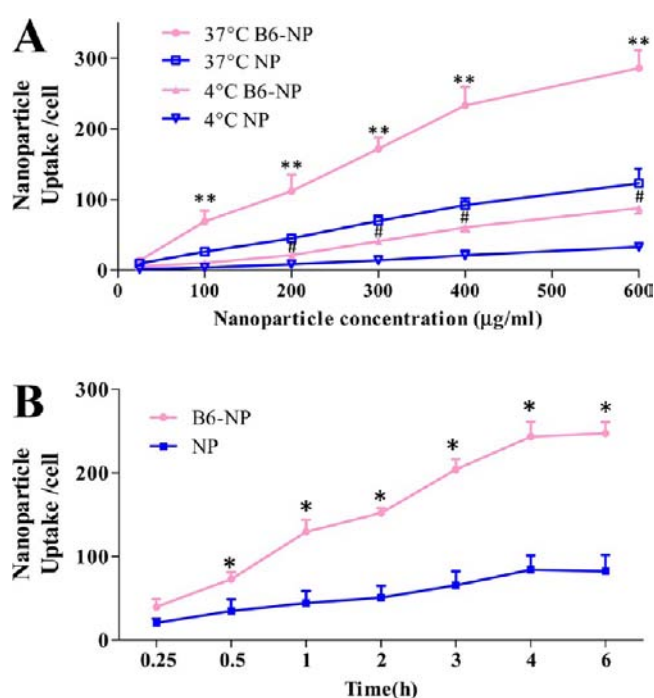 A
37°C B6-NP
37°C NP
4°C B6-NP
4°C NP
Nanoparticle
Uptake /cell
300
200
100
0
** ** ** ** **
# # # #
0 100 200 300 400 500 600
Nanoparticle concentration (µg/ml)
B
B6-NP
NP
Nanoparticle
Uptake /cell
300
200
100
0
* * * * * *
0.25 0.5 1 2 3 4 6
Time(h)